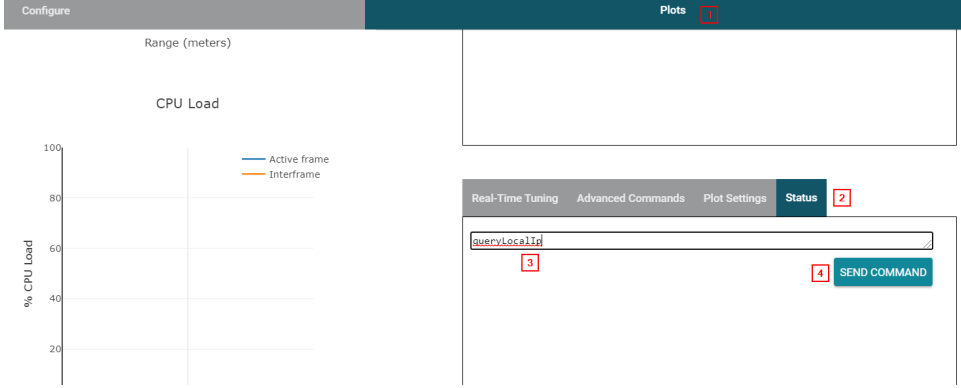 Configure
Plots
1
Range (meters)
CPU Load
100
80
60
40
20
% CPU Load
Active frame
Interframe
Real-Time Tuning
Advanced Commands
Plot Settings
Status
2
queryLocalIp
3
4
SEND COMMAND